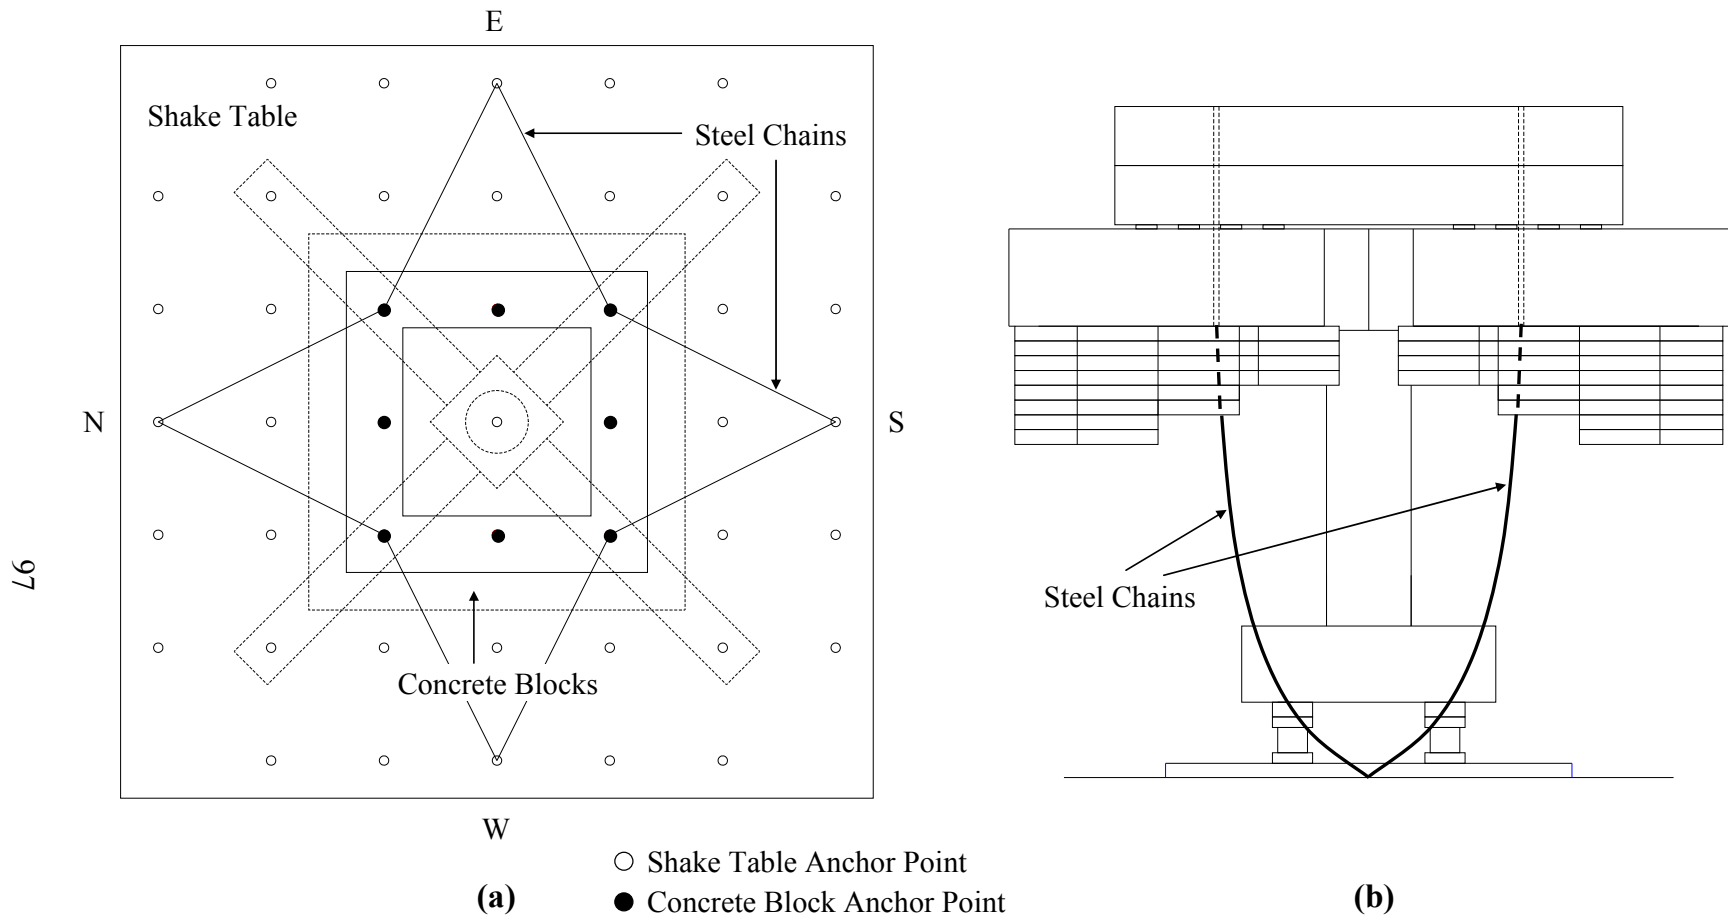 E
Shake Table
Steel Chains
N
S
97
Concrete Blocks
W
Steel Chains
Shake Table Anchor Point
Concrete Block Anchor Point
(a)
(b)